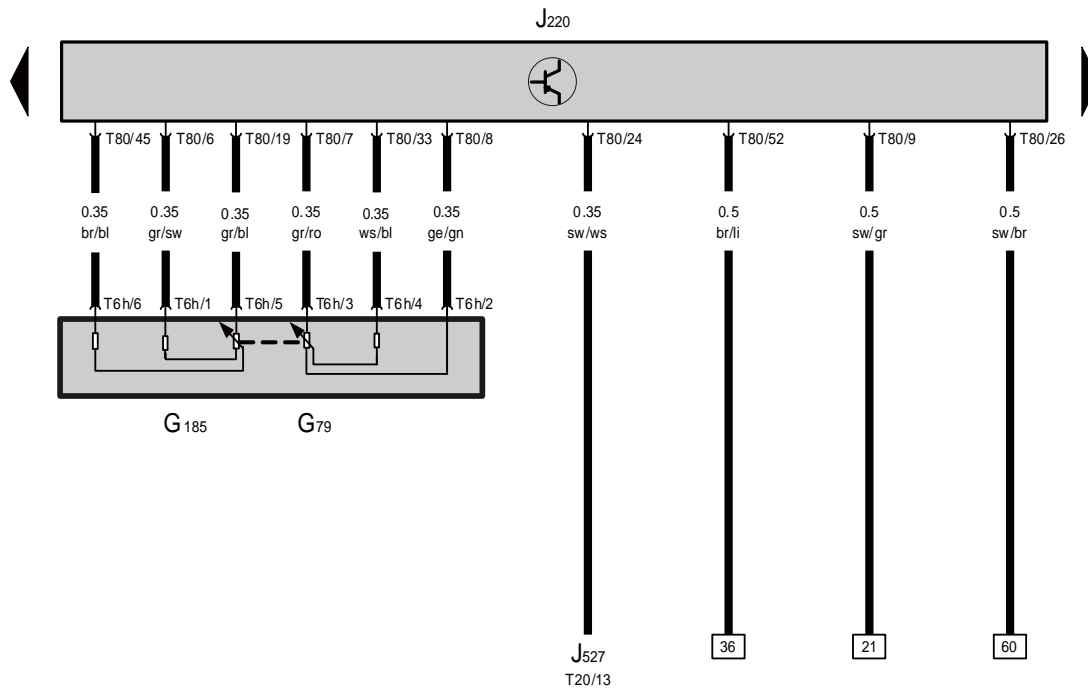 J220
T80/45 T80/6 T80/19 T80/7 T80/33 T80/8 T80/24 T80/52 T80/9 T80/26
0.35 0.35 0.35 0.35 0.35 0.35 0.35 0.5 0.5 0.5
br/bl gr/sw gr/bl gr/ro ws/bl ge/gn sw/ws br/li sw/gr sw/br
T6h/6 T6h/1 T6h/5 T6h/3 T6h/4 T6h/2
G185 G79
J527 36 21 60
T20/13